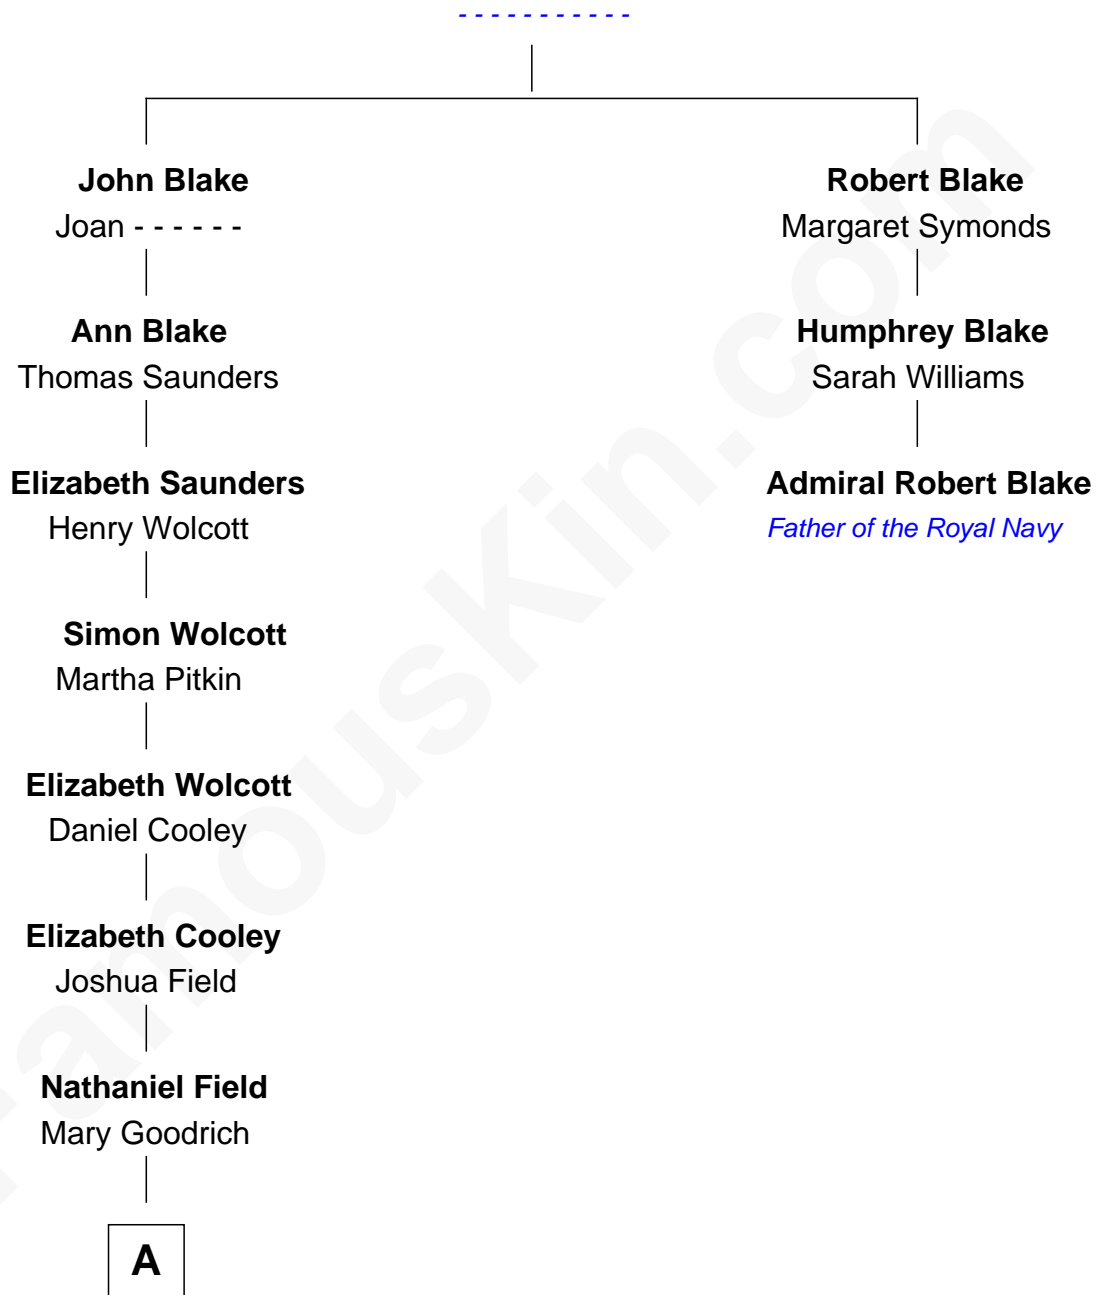 - - - - - - - - - - -
John Blake
Joan - - - - - -
Robert Blake
Margaret Symonds
Ann Blake
Thomas Saunders
Humphrey Blake
Sarah Williams
Elizabeth Saunders
Henry Wolcott
Admiral Robert Blake
Father of the Royal Navy
Simon Wolcott
Martha Pitkin
Elizabeth Wolcott
Daniel Cooley
Elizabeth Cooley
Joshua Field
Nathaniel Field
Mary Goodrich
A
FamousKin.com